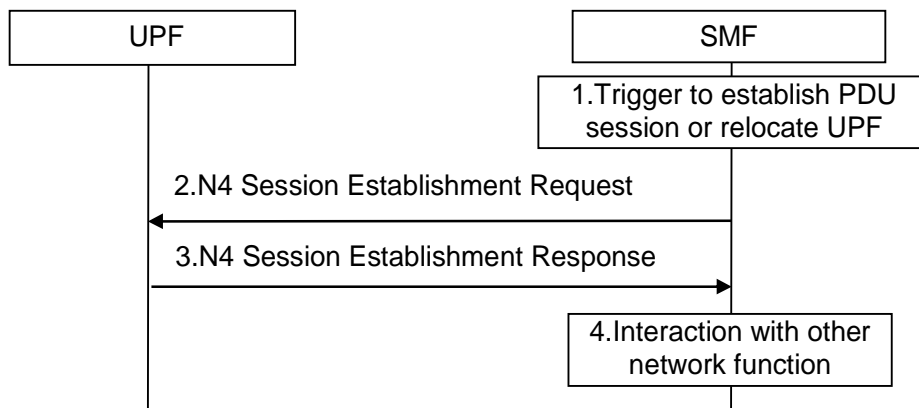 UPF
SMF
1.Trigger to establish PDU
session or relocate UPF
2.N4 Session Establishment Request
3.N4 Session Establishment Response
4.Interaction with other
network function